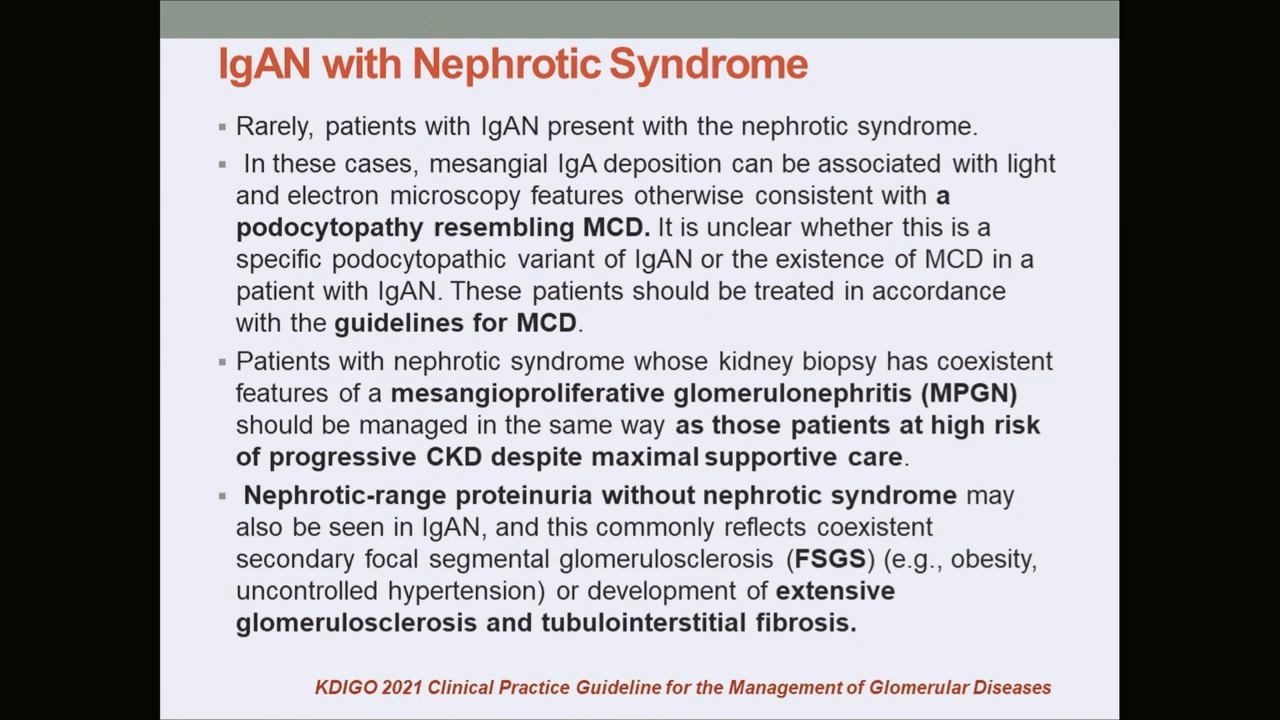 IgAN with Nephrotic Syndrome
▪ Rarely, patients with IgAN present with the nephrotic syndrome.
▪ In these cases, mesangial IgA deposition can be associated with light
and electron microscopy features otherwise consistent with a
podocytopathy resembling MCD. It is unclear whether this is a
specific podocytopathic variant of IgAN or the existence of MCD in a
patient with IgAN. These patients should be treated in accordance
with the guidelines for MCD.
▪ Patients with nephrotic syndrome whose kidney biopsy has coexistent
features of a mesangioproliferative glomerulonephritis (MPGN)
should be managed in the same way as those patients at high risk
of progressive CKD despite maximal supportive care.
▪ Nephrotic-range proteinuria without nephrotic syndrome may
also be seen in IgAN, and this commonly reflects coexistent
secondary focal segmental glomerulosclerosis (FSGS) (e.g., obesity,
uncontrolled hypertension) or development of extensive
glomerulosclerosis and tubulointerstitial fibrosis.
KDIGO 2021 Clinical Practice Guideline for the Management of Glomerular Diseases